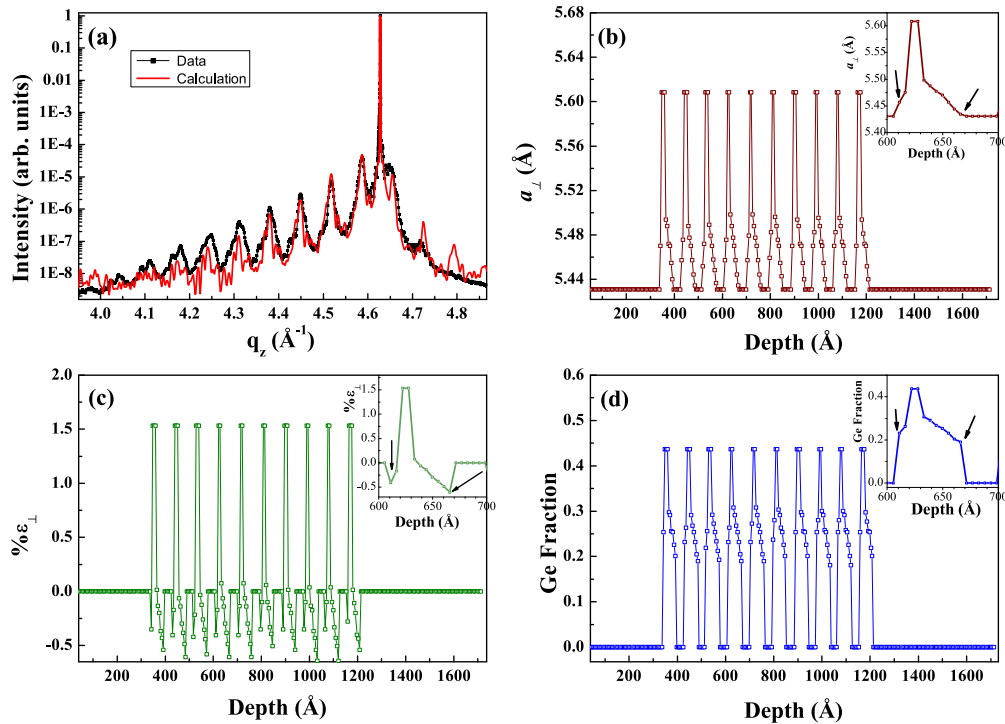 (a)
Data
Calculation
Intensity (arb. units)
1
0.1
0.01
1E-3
1E-4
1E-5
1E-6
1E-7
1E-8
4.0 4.1 4.2 4.3 4.4 4.5 4.6 4.7 4.8
q_z (Å⁻¹)
(b)
a⊥ (Å)
5.68
5.64
5.60
5.56
5.52
5.48
5.44
200 400 600 800 1000 1200 1400 1600
Depth (Å)
a⊥ (Å)
5.60
5.55
5.50
5.45
5.40
600 650 700
Depth (Å)
(c)
%ε⊥
2.0
1.5
1.0
0.5
0.0
-0.5
200 400 600 800 1000 1200 1400 1600
Depth (Å)
%ε⊥
1.5
1.0
0.5
0.0
-0.5
600 650 700
Depth (Å)
(d)
Ge Fraction
0.6
0.5
0.4
0.3
0.2
0.1
0.0
200 400 600 800 1000 1200 1400 1600
Depth (Å)
Ge Fraction
0.4
0.2
0.0
600 650 700
Depth (Å)